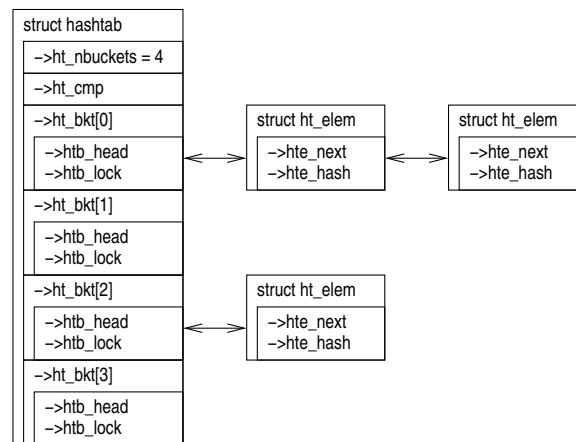 struct hashtab
−>ht_nbuckets = 4
−>ht_cmp
−>ht_bkt[0]
−>htb_head
−>htb_lock
struct ht_elem
−>hte_next
−>hte_hash
struct ht_elem
−>hte_next
−>hte_hash
−>ht_bkt[1]
−>htb_head
−>htb_lock
−>ht_bkt[2]
−>htb_head
−>htb_lock
struct ht_elem
−>hte_next
−>hte_hash
−>ht_bkt[3]
−>htb_head
−>htb_lock